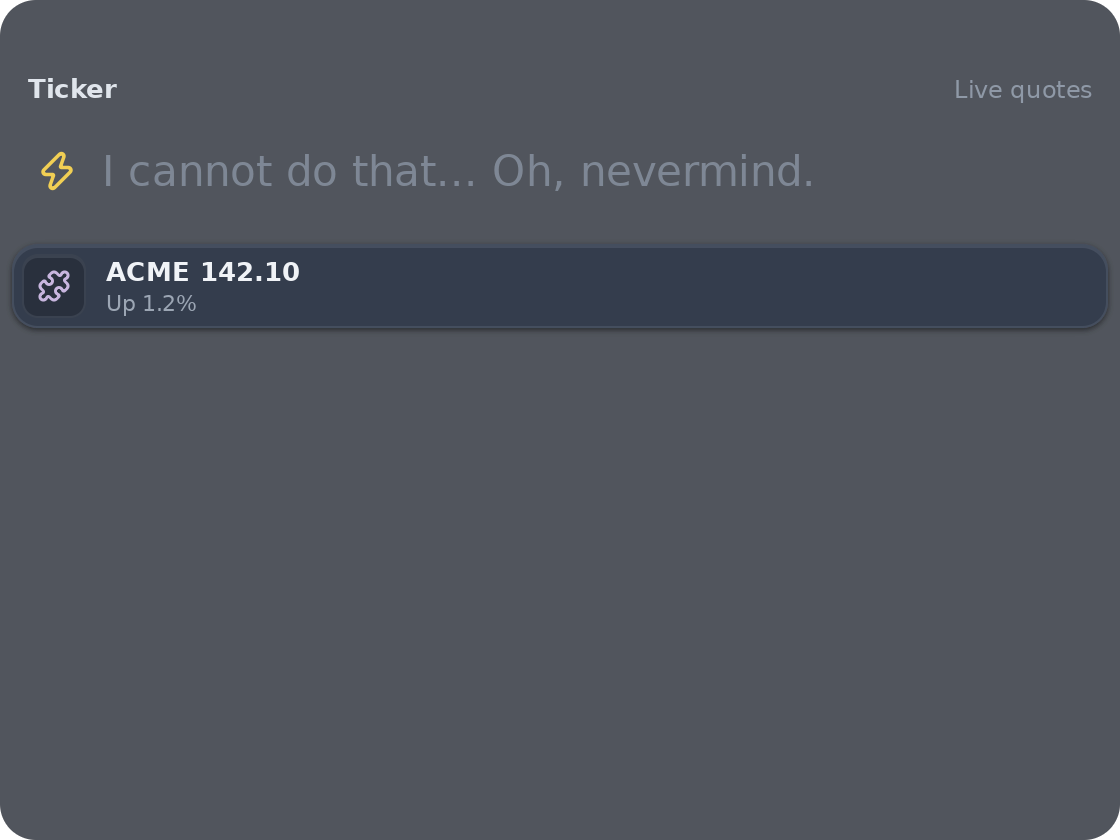 Ticker
Live quotes
I cannot do that… Oh, nevermind.
ACME 142.10
Up 1.2%